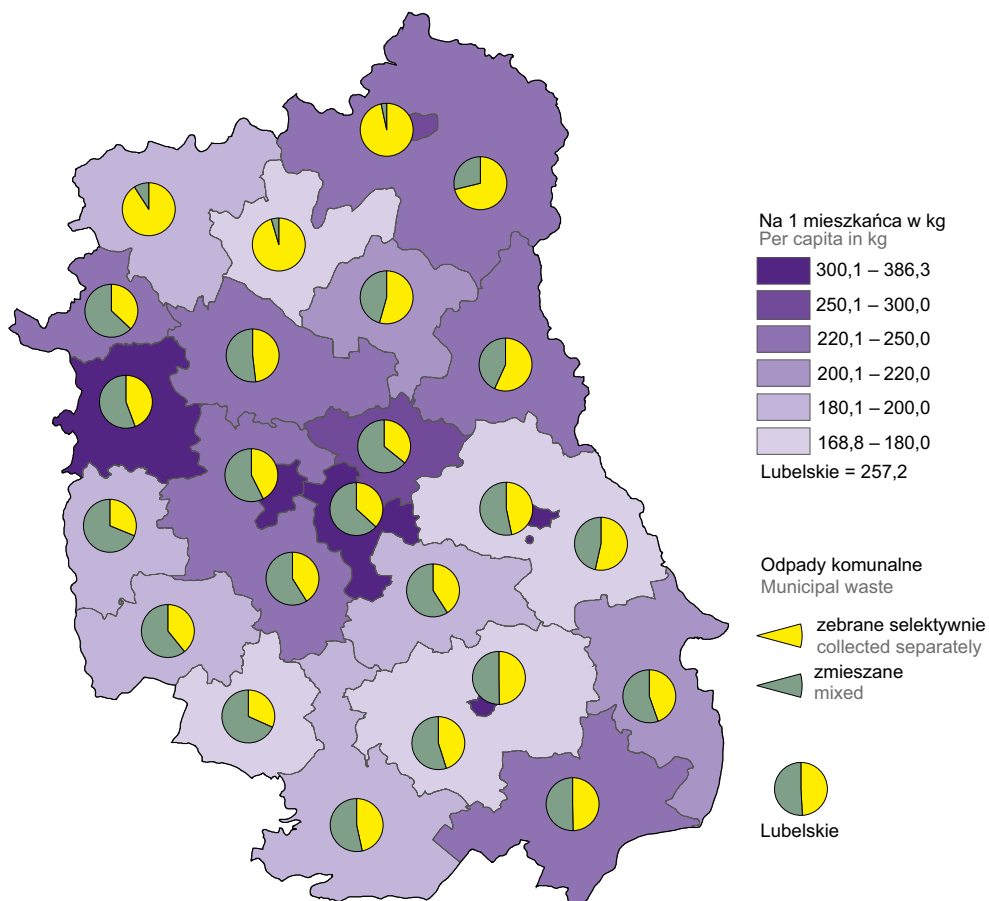 Na 1 mieszkańca w kg
Per capita in kg
300,1 – 386,3
250,1 – 300,0
220,1 – 250,0
200,1 – 220,0
180,1 – 200,0
168,8 – 180,0
Lubelskie = 257,2
Odpady komunalne
Municipal waste
zebrane selektywnie
collected separately
zmieszane
mixed
Lubelskie